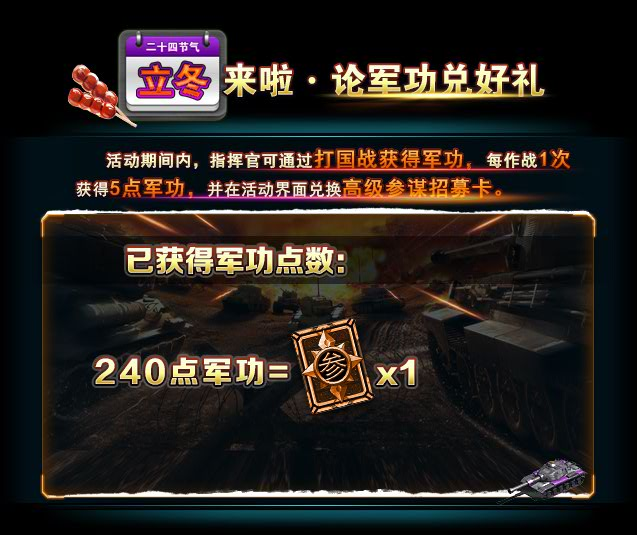 二十四节气
立冬来啦·论军功兑好礼
活动期间内，指挥官可通过打国战获得军功，每作战1次
获得5点军功，并在活动界面兑换高级参谋招募卡。
已获得军功点数:
240点军功=参x1